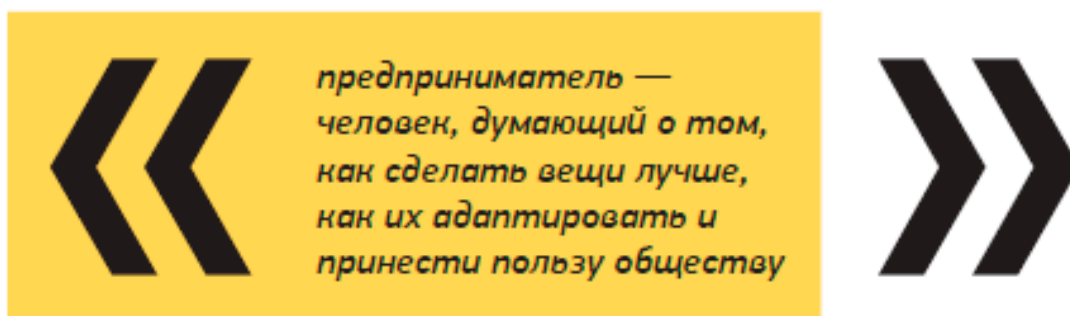 «
предприниматель —
человек, думающий о том,
как сделать вещи лучше,
как их адаптировать и
принести пользу обществу
»